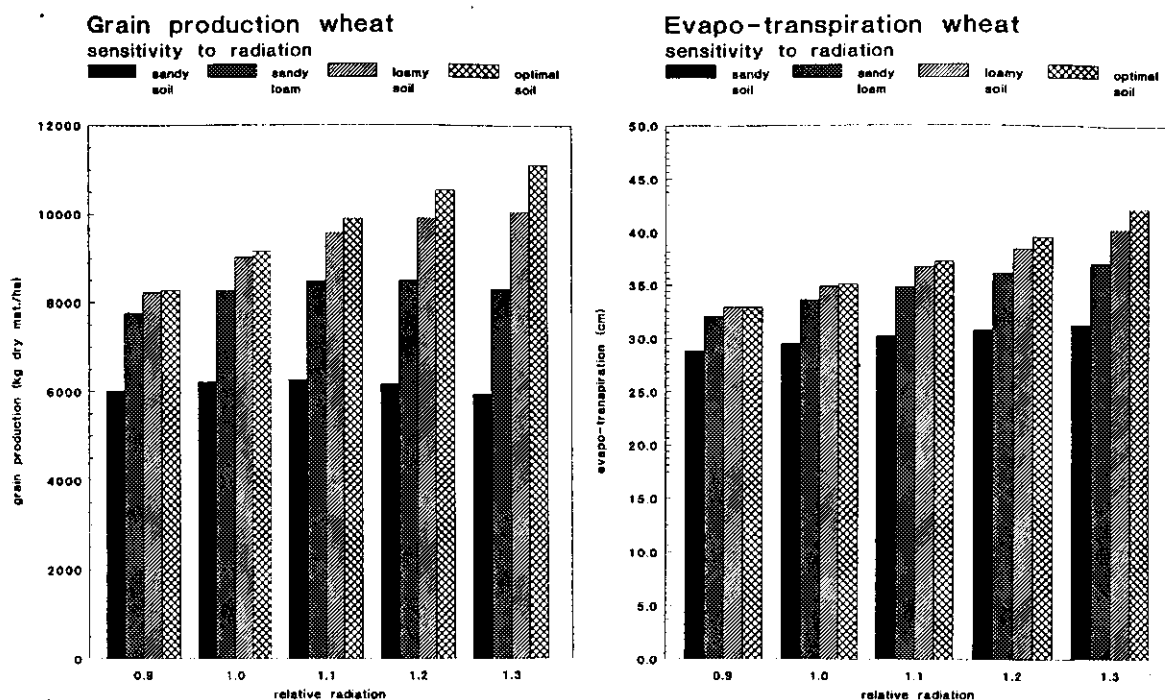 Grain production wheat
sensitivity to radiation
sandy soil
sandy loam
loamy soil
optimal soil
12000
10000
8000
6000
4000
2000
0
grain production (kg dry mat./ha)
0.9 1.0 1.1 1.2 1.3
relative radiation
Evapo-transpiration wheat
sensitivity to radiation
sandy soil
sandy loam
loamy soil
optimal soil
50.0
45.0
40.0
35.0
30.0
25.0
20.0
15.0
10.0
5.0
0.0
evapo-transpiration (cm)
0.9 1.0 1.1 1.2 1.3
relative radiation